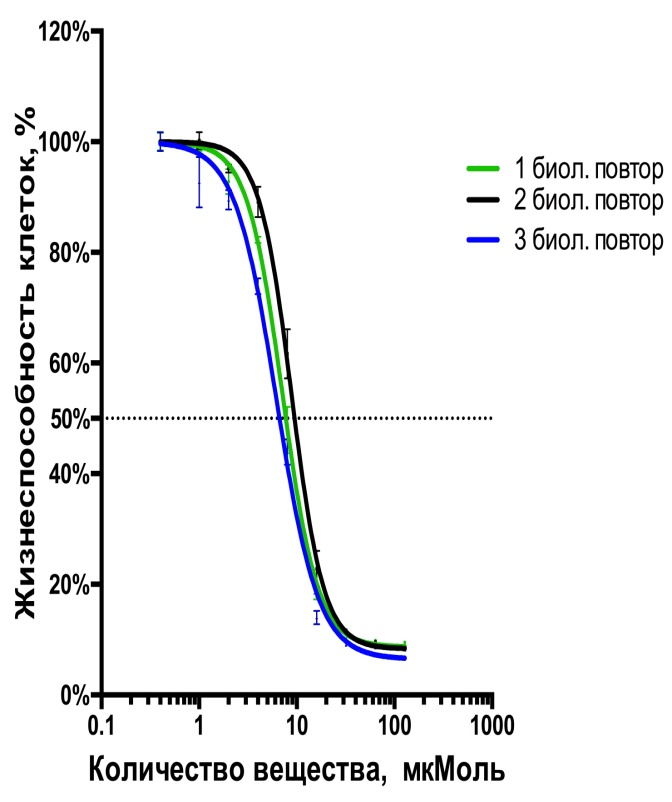 120%
100%
80%
60%
50%
40%
20%
0%
Жизнеспособность клеток, %
0.1 1 10 100 1000
Количество вещества, мкМоль
1 биол. повтор
2 биол. повтор
3 биол. повтор